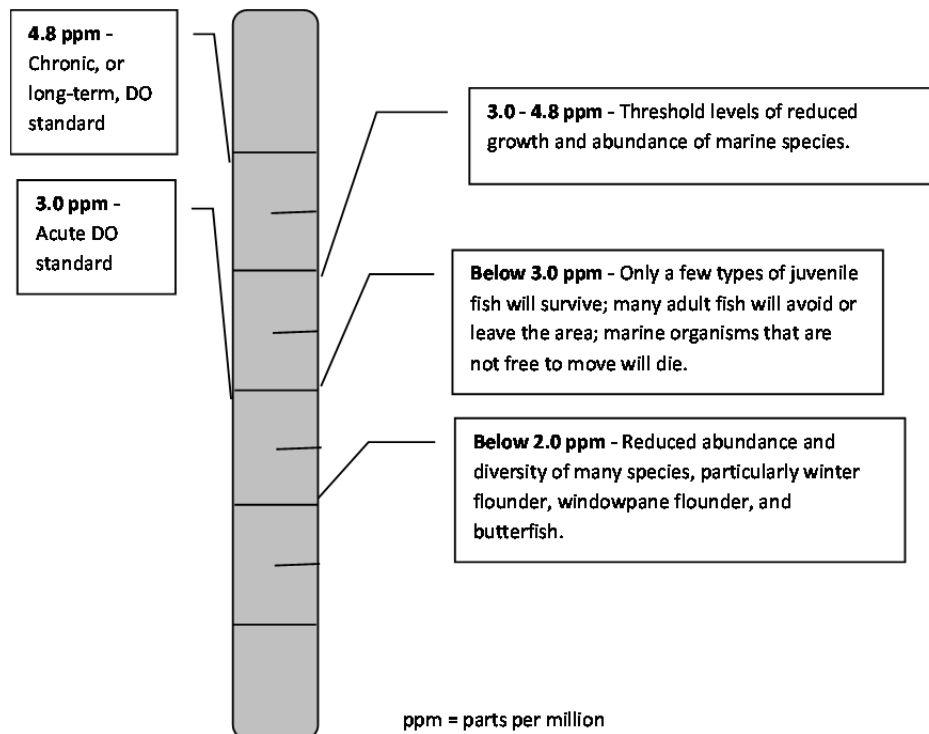 4.8 ppm -
Chronic, or
long-term, DO
standard
3.0 ppm -
Acute DO
standard
3.0 - 4.8 ppm - Threshold levels of reduced
growth and abundance of marine species.
Below 3.0 ppm - Only a few types of juvenile
fish will survive; many adult fish will avoid or
leave the area; marine organisms that are
not free to move will die.
Below 2.0 ppm - Reduced abundance and
diversity of many species, particularly winter
flounder, windowpane flounder, and
butterfish.
ppm = parts per million